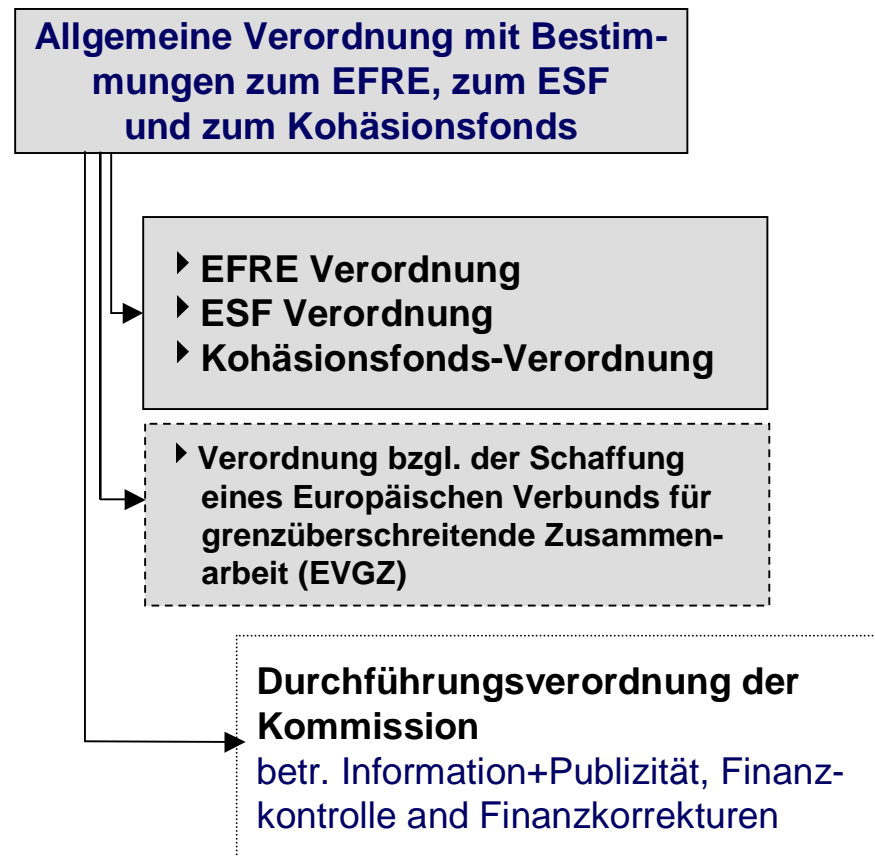 Allgemeine Verordnung mit Bestim-
mungen zum EFRE, zum ESF
und zum Kohäsionsfonds
EFRE Verordnung
ESF Verordnung
Kohäsionsfonds-Verordnung
Verordnung bzgl. der Schaffung
eines Europäischen Verbunds für
grenzüberschreitende Zusammen-
arbeit (EVGZ)
Durchführungsverordnung der
Kommission
betr. Information+Publizität, Finanz-
kontrolle and Finanzkorrekturen